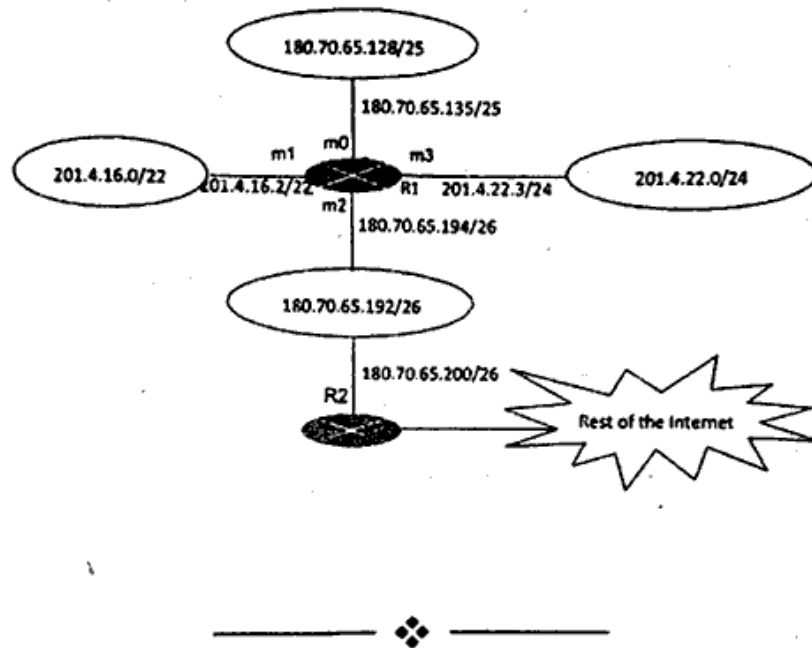 180.70.65.128/25
180.70.65.135/25
m0
m1
m3
201.4.16.0/22
201.4.16.2/22
R1
201.4.22.3/24
201.4.22.0/24
m2
180.70.65.194/26
180.70.65.192/26
180.70.65.200/26
R2
Rest of the Internet